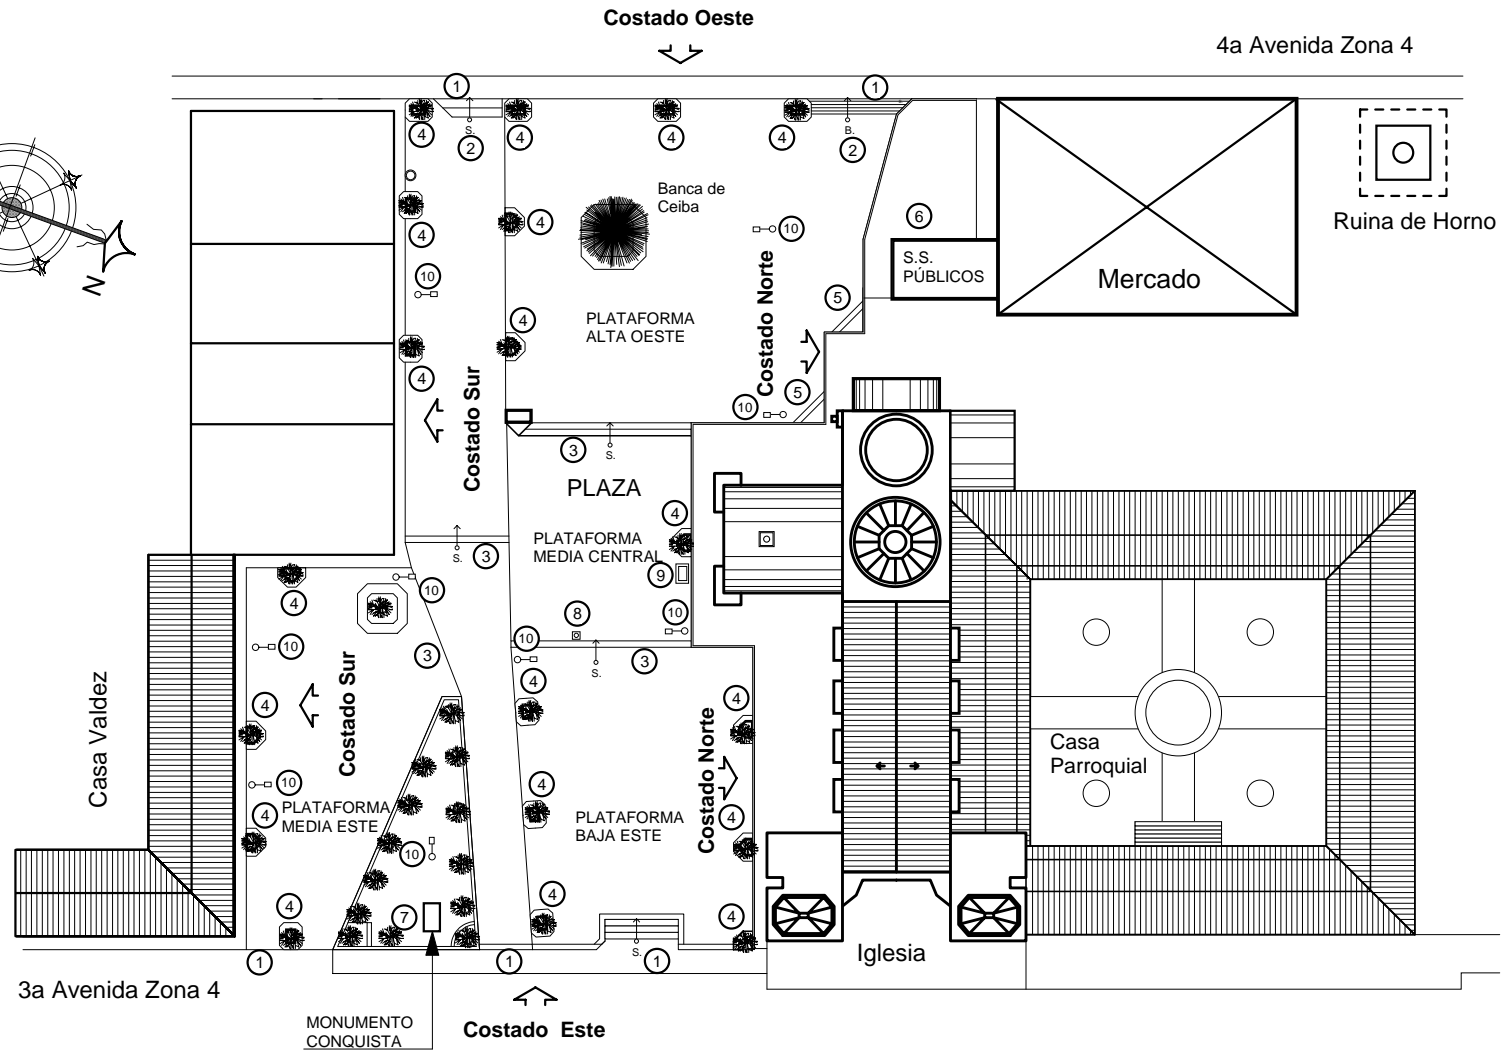 Costado Oeste
4a Avenida Zona 4
1
1
4
S.
2
4
4
4
B.
2
Banca de
Ceiba
Ruina de Horno
4
4
10
6
N
10
S.S.
PÚBLICOS
Mercado
Costado Norte
5
4
PLATAFORMA
ALTA OESTE
4
Costado Sur
5
10
3
S.
PLAZA
4
PLATAFORMA
MEDIA CENTRAL
S.
3
9
4
10
8
10
10
10
3
3
S.
Costado Sur
4
4
4
Costado Norte
Casa Valdez
Casa
Parroquial
10
4
PLATAFORMA
MEDIA ESTE
4
PLATAFORMA
BAJA ESTE
4
10
4
7
4
4
S.
Iglesia
1
1
1
3a Avenida Zona 4
MONUMENTO
CONQUISTA
Costado Este